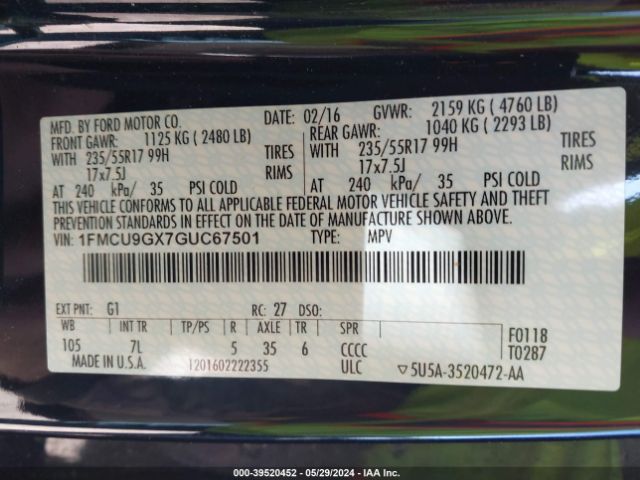 MFD. BY FORD MOTOR CO. DATE: 02/16 GVWR: 2159 KG ( 4760 LB)
FRONT GAWR: 1125 KG ( 2480 LB) REAR GAWR: 1040 KG ( 2293 LB)
WITH 235/55R17 99H TIRES WITH 235/55R17 99H TIRES
17x7.5J RIMS 17x7.5J RIMS
AT 240 kPa/ 35 PSI COLD AT 240 kPa/ 35 PSI COLD
THIS VEHICLE CONFORMS TO ALL APPLICABLE FEDERAL MOTOR VEHICLE SAFETY AND THEFT
PREVENTION STANDARDS IN EFFECT ON THE DATE OF MANUFACTURE SHOWN ABOVE.
VIN: 1FMCU9GX7GUC67501 TYPE: MPV
EXT PNT: G1 RC: 27 DSO:
WB INT TR TP/PS R AXLE TR SPR F0118
105 7L 5 35 6 CCCC T0287
MADE IN U.S.A. 1201602222355 ULC ▽5U5A-3520472-AA
000-39520452 - 05/29/2024 - IAA Inc.